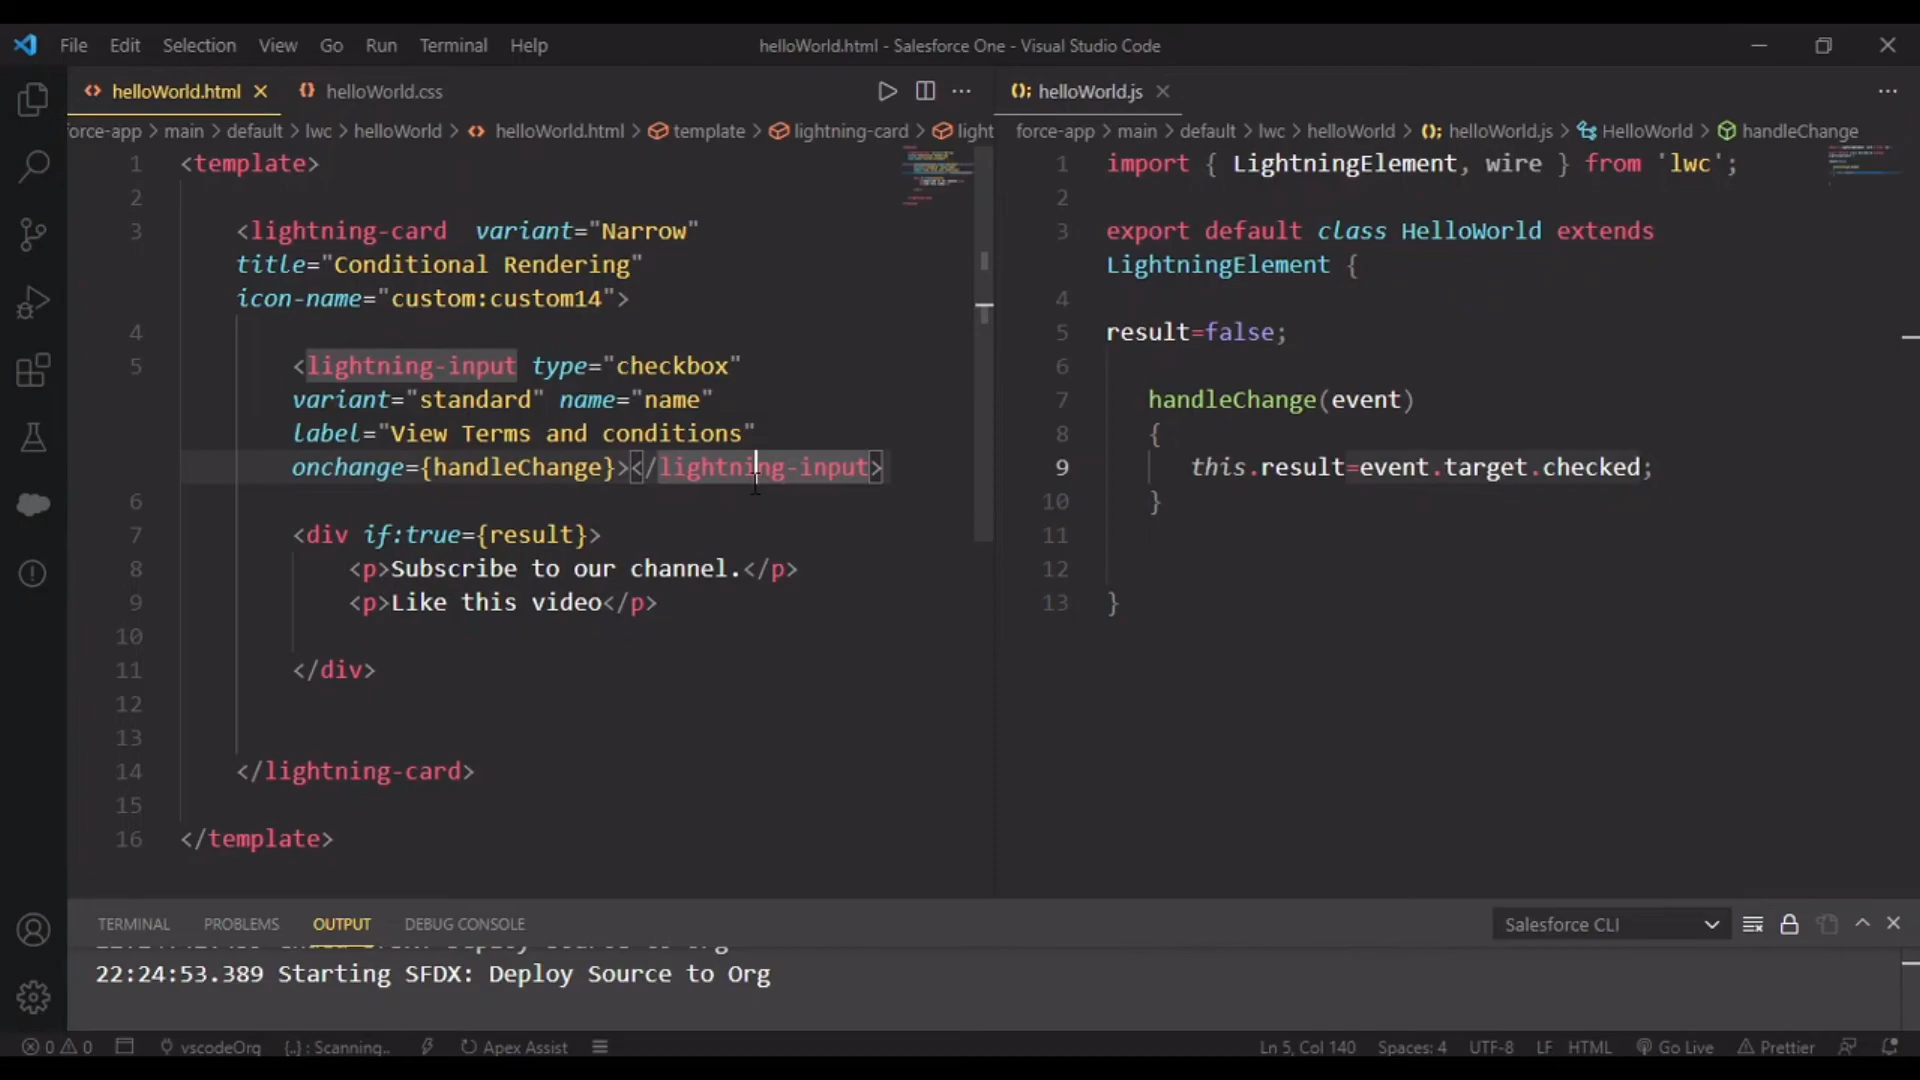 File Edit Selection View Go Run Terminal Help
helloWorld.html - Salesforce One - Visual Studio Code
helloWorld.html helloWorld.css
helloWorld.js
force-app > main > default > lwc > helloWorld > helloWorld.html > template > lightning-card > light
force-app > main > default > lwc > helloWorld > helloWorld.js > HelloWorld > handleChange
1 <template>
2
3 <lightning-card variant="Narrow"
title="Conditional Rendering"
icon-name="custom:custom14">
4
5 <lightning-input type="checkbox"
variant="standard" name="name"
label="View Terms and conditions"
onchange={handleChange}></lightning-input>
6
7 <div if:true={result}>
8 <p>Subscribe to our channel.</p>
9 <p>Like this video</p>
10
11 </div>
12
13
14 </lightning-card>
15
16 </template>
1 import { LightningElement, wire } from 'lwc';
2
3 export default class HelloWorld extends
LightningElement {
4
5 result=false;
6
7 handleChange(event)
8 {
9 this.result=event.target.checked;
10 }
11
12
13 }
TERMINAL PROBLEMS OUTPUT DEBUG CONSOLE
Salesforce CLI
22:24:53.389 Starting SFDX: Deploy Source to Org
0 0 vscodeOrg {..} : Scanning.. Apex Assist
Ln 5, Col 140 Spaces: 4 UTF-8 LF HTML Go Live Prettier